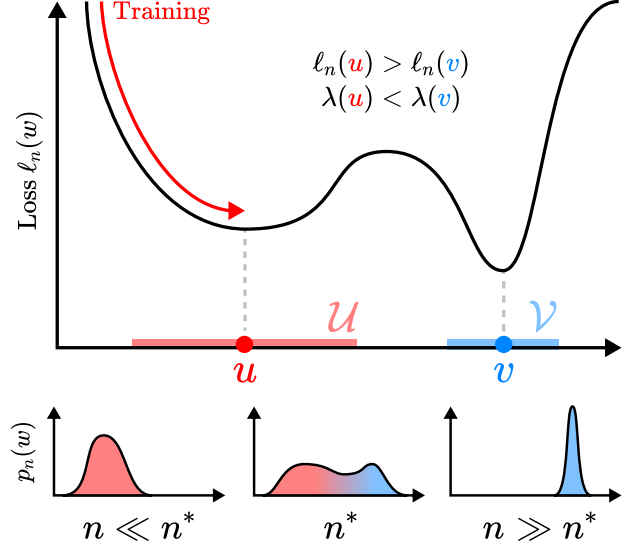 Training
ℓₙ(u) > ℓₙ(v)
λ(u) < λ(v)
Loss ℓₙ(w)
𝒰
𝒱
u
v
pₙ(w)
n ≪ n*
n*
n ≫ n*